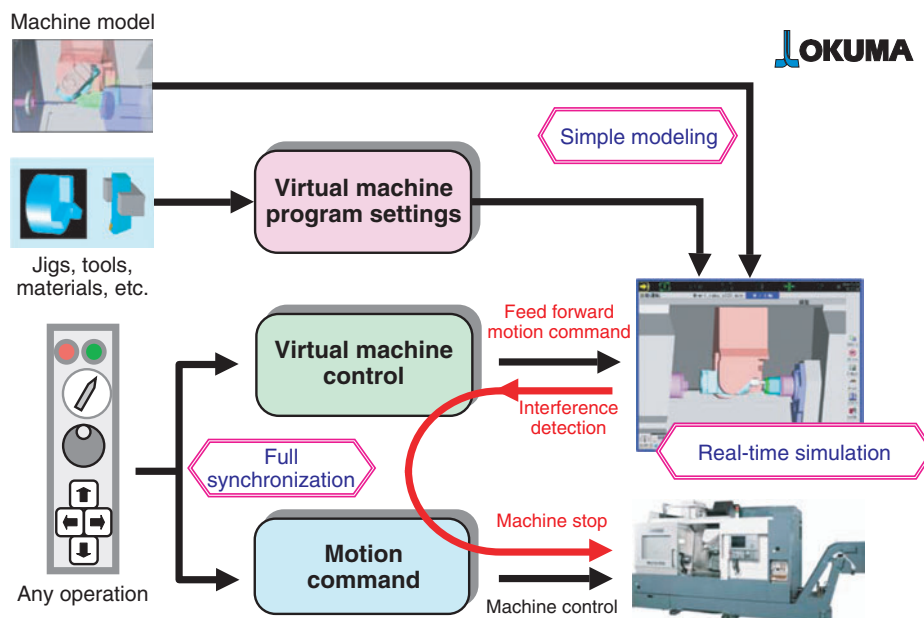 Machine model
OKUMA
Simple modeling
Virtual machine
program settings
Jigs, tools,
materials, etc.
Feed forward
motion command
Virtual machine
control
Interference
detection
Full
synchronization
Real-time simulation
Machine stop
Motion
command
Any operation
Machine control